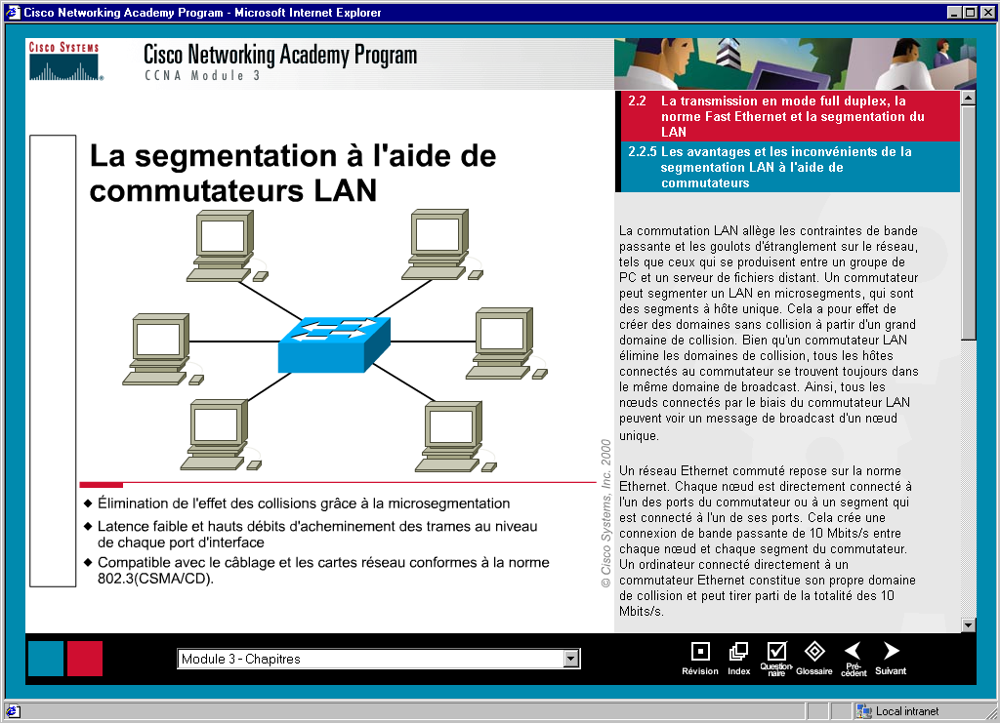 Cisco Networking Academy Program - Microsoft Internet Explorer
CISCO SYSTEMS
Cisco Networking Academy Program
CCNA Module 3
2.2 La transmission en mode full duplex, la
norme Fast Ethernet et la segmentation du
LAN
2.2.5 Les avantages et les inconvénients de la
segmentation LAN à l'aide de
commutateurs
La segmentation à l'aide de
commutateurs LAN
Élimination de l'effet des collisions grâce à la microsegmentation
Latence faible et hauts débits d'acheminement des trames au niveau
de chaque port d'interface
Compatible avec le câblage et les cartes réseau conformes à la norme
802.3(CSMA/CD).
© Cisco Systems, Inc. 2000
La commutation LAN allège les contraintes de bande
passante et les goulots d'étranglement sur le réseau,
tels que ceux qui se produisent entre un groupe de
PC et un serveur de fichiers distant. Un commutateur
peut segmenter un LAN en microsegments, qui sont
des segments à hôte unique. Cela a pour effet de
créer des domaines sans collision à partir d'un grand
domaine de collision. Bien qu'un commutateur LAN
élimine les domaines de collision, tous les hôtes
connectés au commutateur se trouvent toujours dans
le même domaine de broadcast. Ainsi, tous les
nœuds connectés par le biais du commutateur LAN
peuvent voir un message de broadcast d'un nœud
unique.
Un réseau Ethernet commuté repose sur la norme
Ethernet. Chaque nœud est directement connecté à
l'un des ports du commutateur ou à un segment qui
est connecté à l'un de ses ports. Cela crée une
connexion de bande passante de 10 Mbits/s entre
chaque nœud et chaque segment du commutateur.
Un ordinateur connecté directement à un
commutateur Ethernet constitue son propre domaine
de collision et peut tirer parti de la totalité des 10
Mbits/s.
Module 3 - Chapitres
Révision
Index
Question-
naire
Glossaire
Pré-
cédent
Suivant
Local intranet